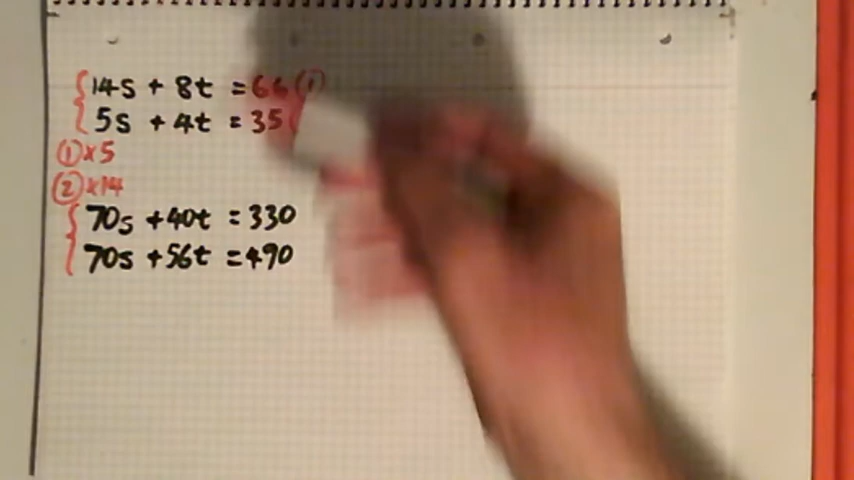 14s + 8t = 66 (1)
5s + 4t = 35
① x 5
② x 14
70s + 40t = 330
70s + 56t = 490